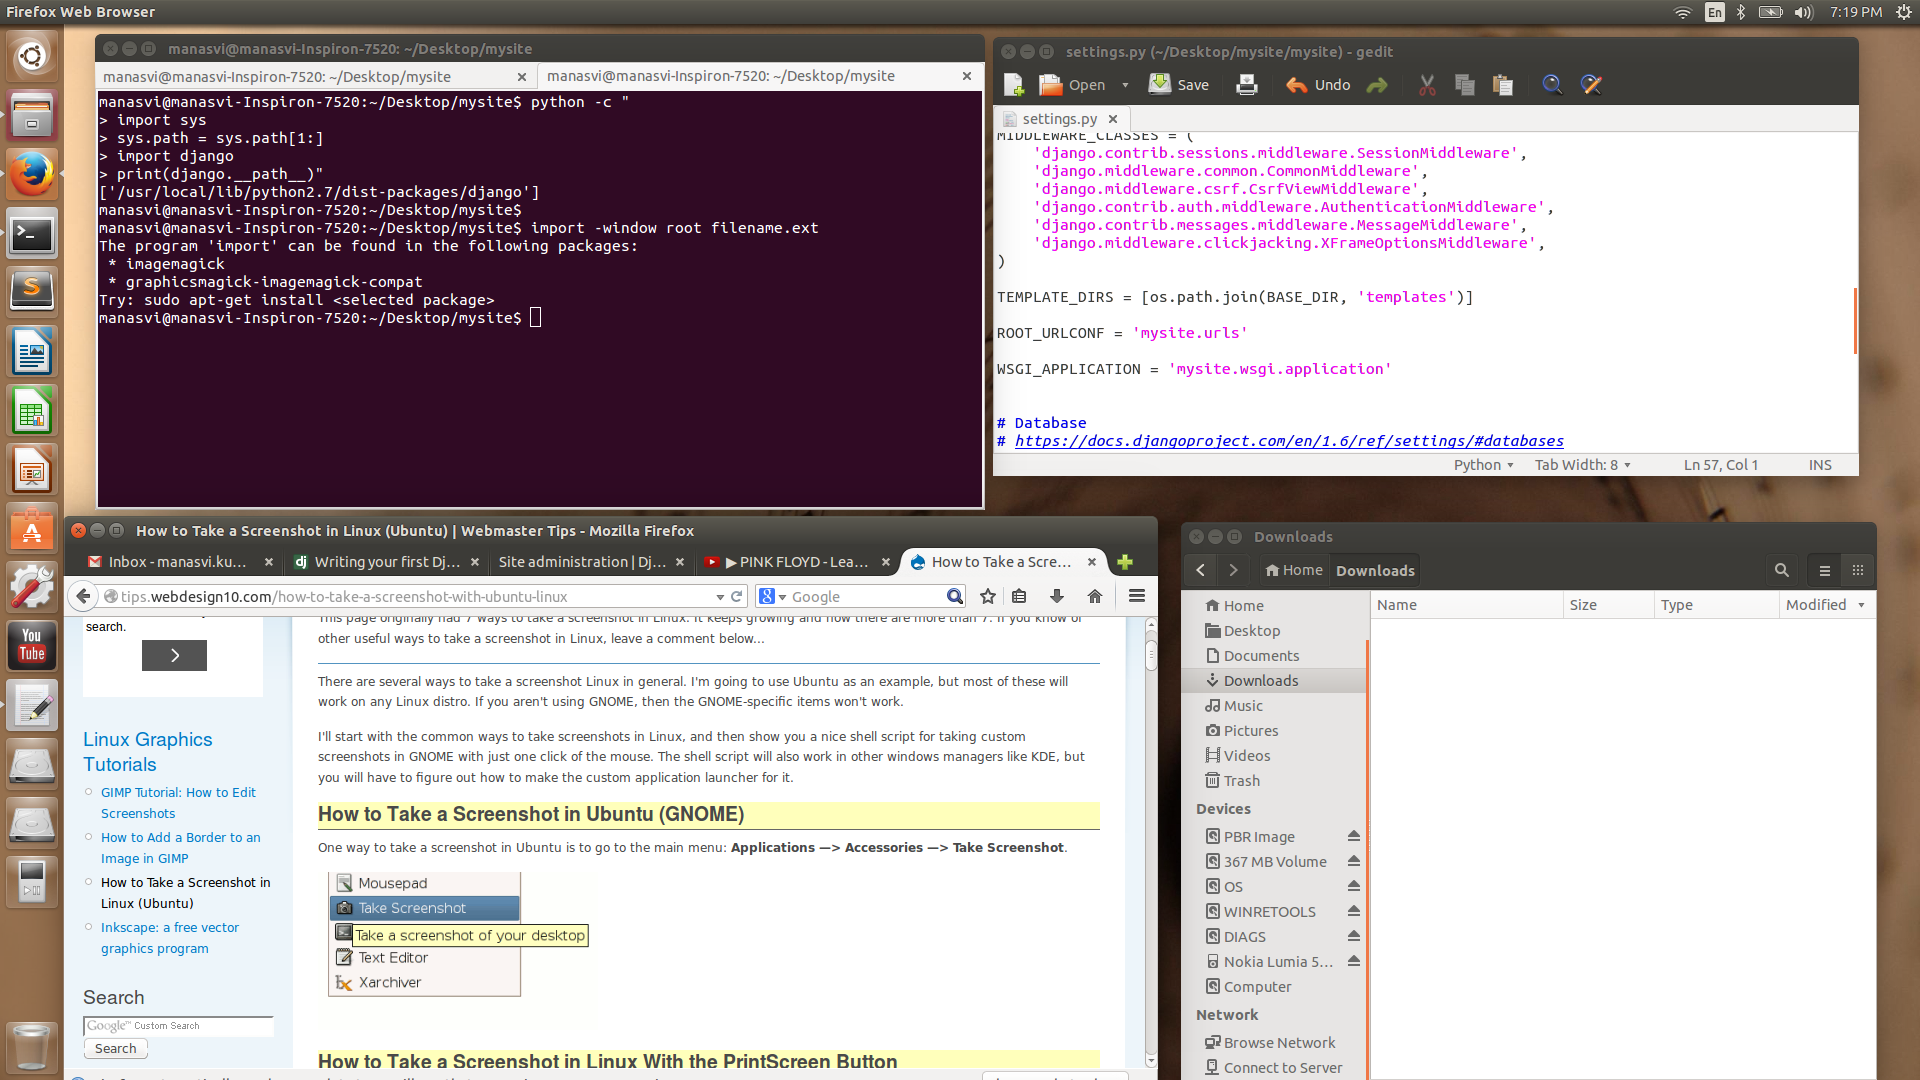 Firefox Web Browser
En
7:19 PM
manasvi@manasvi-Inspiron-7520: ~/Desktop/mysite
manasvi@manasvi-Inspiron-7520: ~/Desktop/mysite
manasvi@manasvi-Inspiron-7520: ~/Desktop/mysite
manasvi@manasvi-Inspiron-7520:~/Desktop/mysite$ python -c "
> import sys
> sys.path = sys.path[1:]
> import django
> print(django.__path__)"
['/usr/local/lib/python2.7/dist-packages/django']
manasvi@manasvi-Inspiron-7520:~/Desktop/mysite$
manasvi@manasvi-Inspiron-7520:~/Desktop/mysite$ import -window root filename.ext
The program 'import' can be found in the following packages:
 * imagemagick
 * graphicsmagick-imagemagick-compat
Try: sudo apt-get install <selected package>
manasvi@manasvi-Inspiron-7520:~/Desktop/mysite$
settings.py (~/Desktop/mysite/mysite) - gedit
Open
Save
Undo
settings.py
MIDDLEWARE_CLASSES = (
    'django.contrib.sessions.middleware.SessionMiddleware',
    'django.middleware.common.CommonMiddleware',
    'django.middleware.csrf.CsrfViewMiddleware',
    'django.contrib.auth.middleware.AuthenticationMiddleware',
    'django.contrib.messages.middleware.MessageMiddleware',
    'django.middleware.clickjacking.XFrameOptionsMiddleware',
)
TEMPLATE_DIRS = [os.path.join(BASE_DIR, 'templates')]
ROOT_URLCONF = 'mysite.urls'
WSGI_APPLICATION = 'mysite.wsgi.application'
# Database
# https://docs.djangoproject.com/en/1.6/ref/settings/#databases
Python
Tab Width: 8
Ln 57, Col 1
INS
How to Take a Screenshot in Linux (Ubuntu) | Webmaster Tips - Mozilla Firefox
Inbox - manasvi.ku...
dj Writing your first Dj...
Site administration | Dj...
▶ PINK FLOYD - Lea...
How to Take a Scre...
tips.webdesign10.com/how-to-take-a-screenshot-with-ubuntu-linux
8
Google
search.
Linux Graphics
Tutorials
GIMP Tutorial: How to Edit
Screenshots
How to Add a Border to an
Image in GIMP
How to Take a Screenshot in
Linux (Ubuntu)
Inkscape: a free vector
graphics program
Search
Google™ Custom Search
Search
This page originally had 7 ways to take a screenshot in Linux. It keeps growing and now there are more than 7. If you know of
other useful ways to take a screenshot in Linux, leave a comment below...
There are several ways to take a screenshot Linux in general. I'm going to use Ubuntu as an example, but most of these will
work on any Linux distro. If you aren't using GNOME, then the GNOME-specific items won't work.
I'll start with the common ways to take screenshots in Linux, and then show you a nice shell script for taking custom
screenshots in GNOME with just one click of the mouse. The shell script will also work in other windows managers like KDE, but
you will have to figure out how to make the custom application launcher for it.
How to Take a Screenshot in Ubuntu (GNOME)
One way to take a screenshot in Ubuntu is to go to the main menu: Applications —> Accessories —> Take Screenshot.
Mousepad
Take Screenshot
Take a screenshot of your desktop
Text Editor
Xarchiver
How to Take a Screenshot in Linux With the PrintScreen Button
Downloads
Home
Downloads
Home
Desktop
Documents
Downloads
Music
Pictures
Videos
Trash
Devices
PBR Image
367 MB Volume
OS
WINRETOOLS
DIAGS
Nokia Lumia 5...
Computer
Network
Browse Network
Connect to Server
Name
Size
Type
Modified
S
A
You
Tube